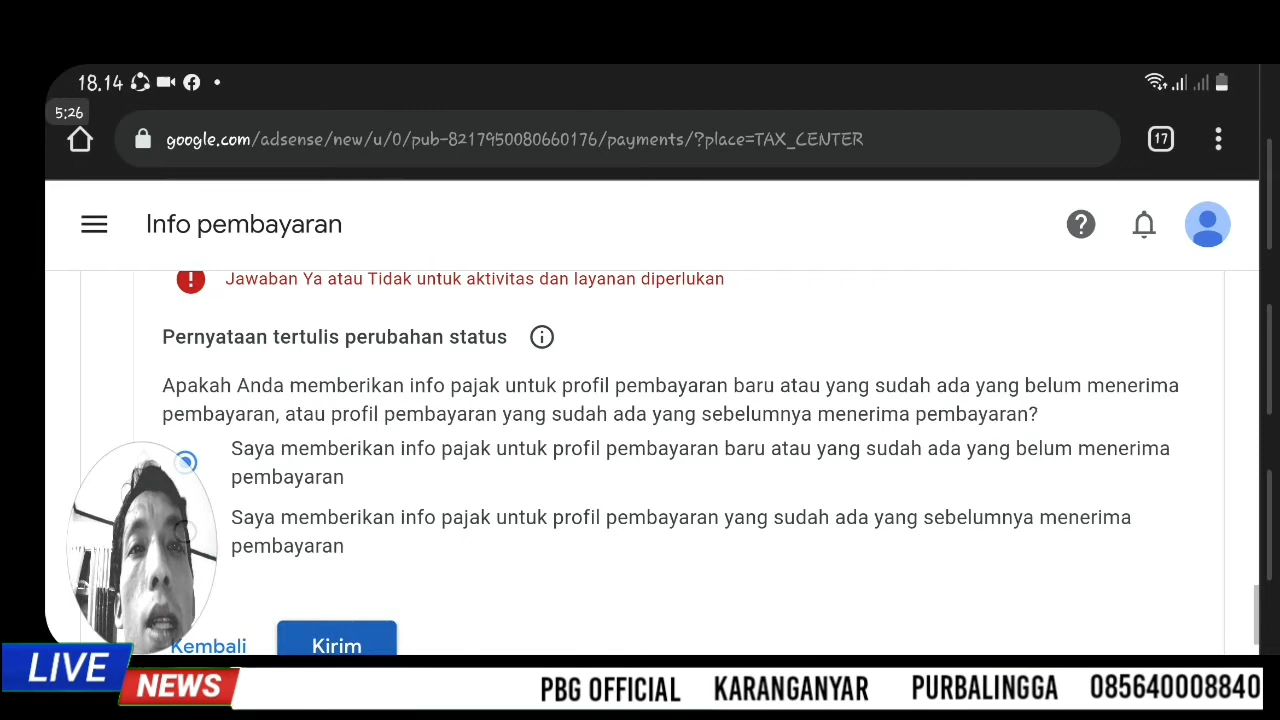 18.14
5:26
google.com/adsense/new/u/0/pub-8217950080660176/payments/?place=TAX_CENTER
17
Info pembayaran
Jawaban Ya atau Tidak untuk aktivitas dan layanan diperlukan
Pernyataan tertulis perubahan status
Apakah Anda memberikan info pajak untuk profil pembayaran baru atau yang sudah ada yang belum menerima
pembayaran, atau profil pembayaran yang sudah ada yang sebelumnya menerima pembayaran?
Saya memberikan info pajak untuk profil pembayaran baru atau yang sudah ada yang belum menerima
pembayaran
Saya memberikan info pajak untuk profil pembayaran yang sudah ada yang sebelumnya menerima
pembayaran
Kembali
Kirim
LIVE
NEWS
PBG OFFICIAL KARANGANYAR PURBALINGGA 085640008840